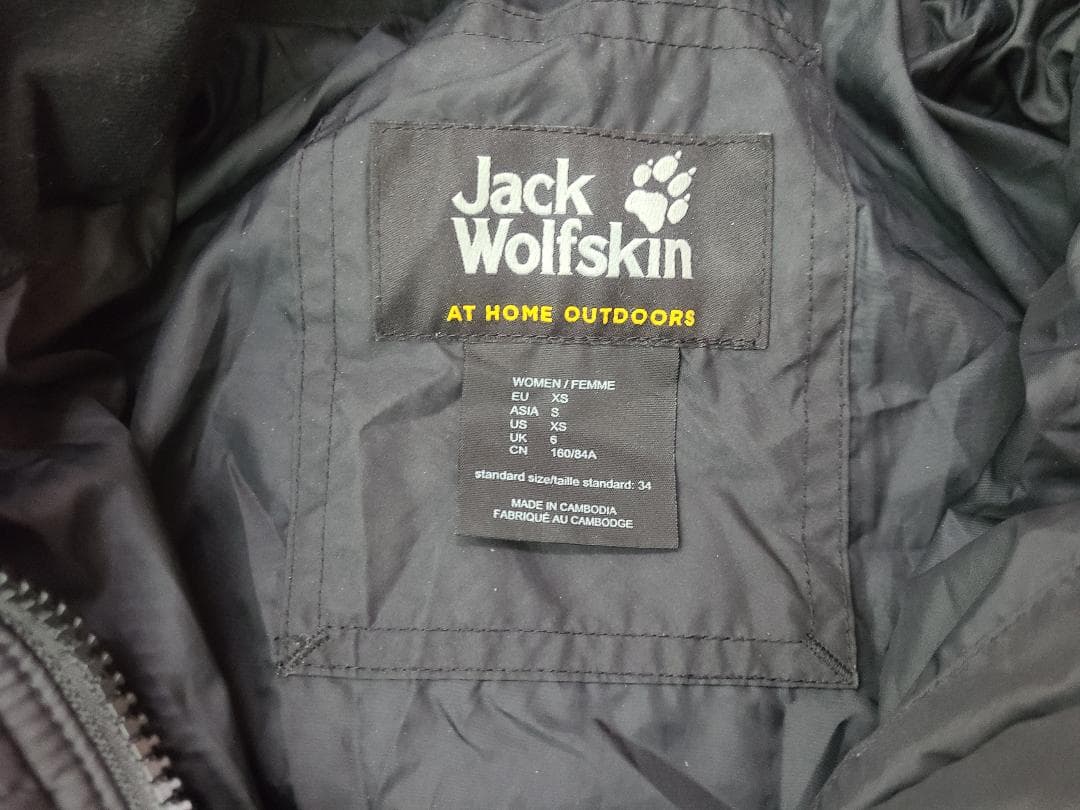 Jack
Wolfskin
AT HOME OUTDOORS
WOMEN / FEMME
EU XS
ASIA S
US XS
UK 6
CN 160/84A
standard size/taille standard: 34
MADE IN CAMBODIA
FABRIQUÉ AU CAMBODGE